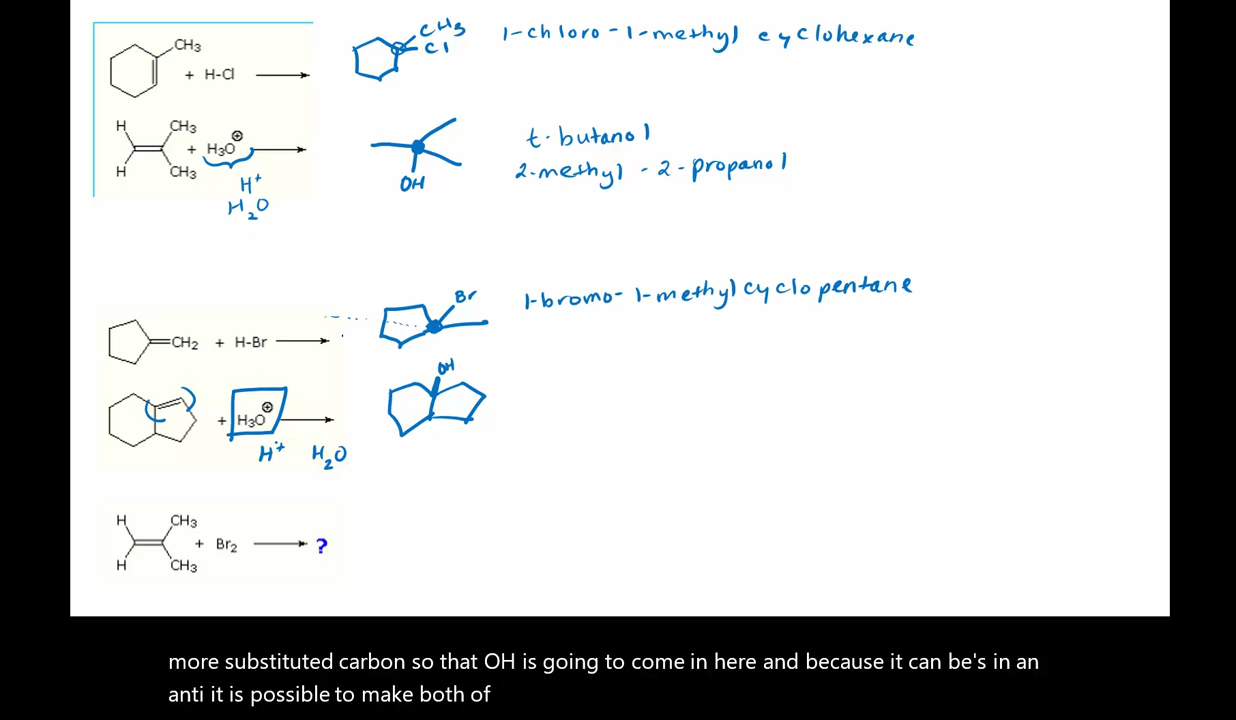 CH3
+ H-Cl
CH3
Cl
1-chloro-1-methyl cyclohexane
H CH3
+ H3O ⊕
H CH3
H+
H2O
OH
t-butanol
2-methyl-2-propanol
=CH2 + H-Br
Br
1-bromo-1-methylcyclopentane
+ H3O ⊕
H+ H2O
OH
H CH3
+ Br2 ?
H CH3
more substituted carbon so that OH is going to come in here and because it can be's in an
anti it is possible to make both of